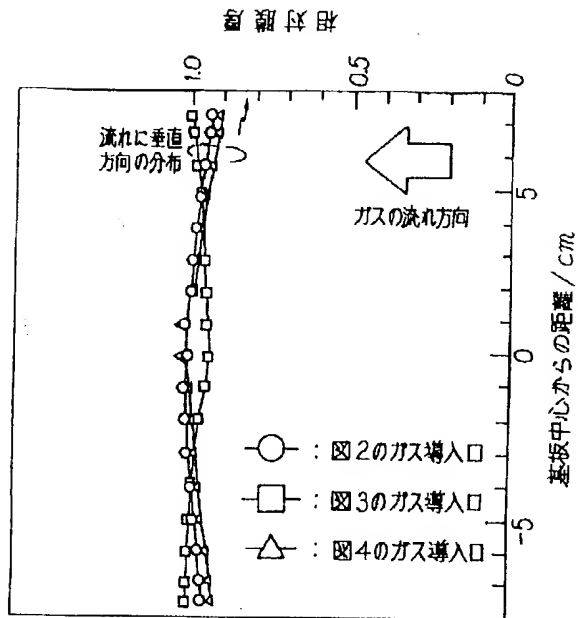 相対膜厚
1.0
0.5
0
流れに垂直
方向の分布
ガスの流れ方向
5
0
-5
基板中心からの距離/cm
○ : 図2のガス導入口
□ : 図3のガス導入口
△ : 図4のガス導入口